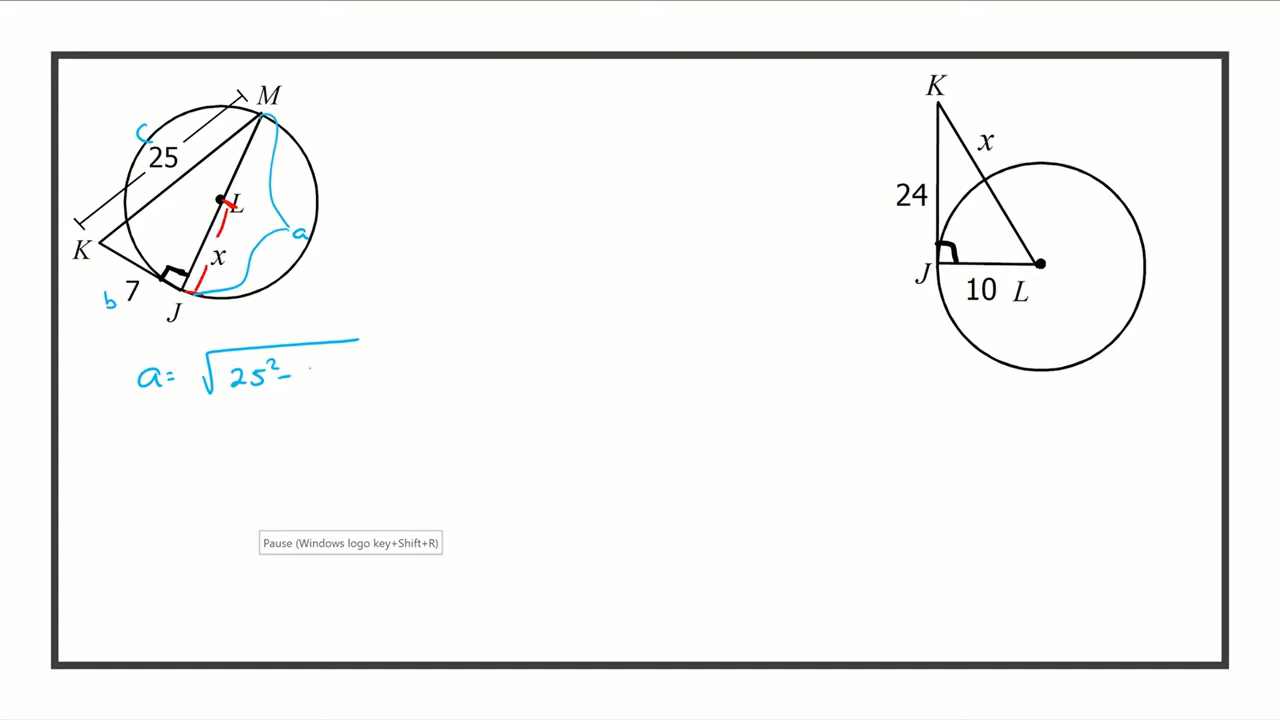 M
c
25
L
a
K
x
b 7
J
a = √25² -
K
x
24
J
10 L
Pause (Windows logo key+Shift+R)